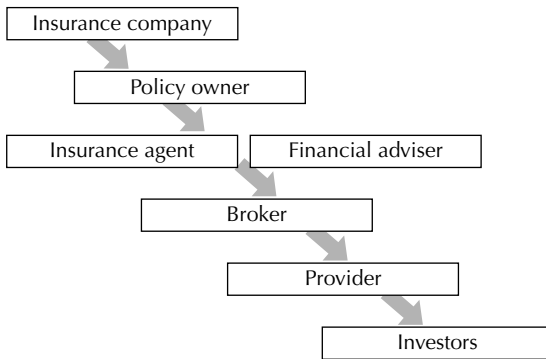 Insurance company
Policy owner
Insurance agent
Financial adviser
Broker
Provider
Investors